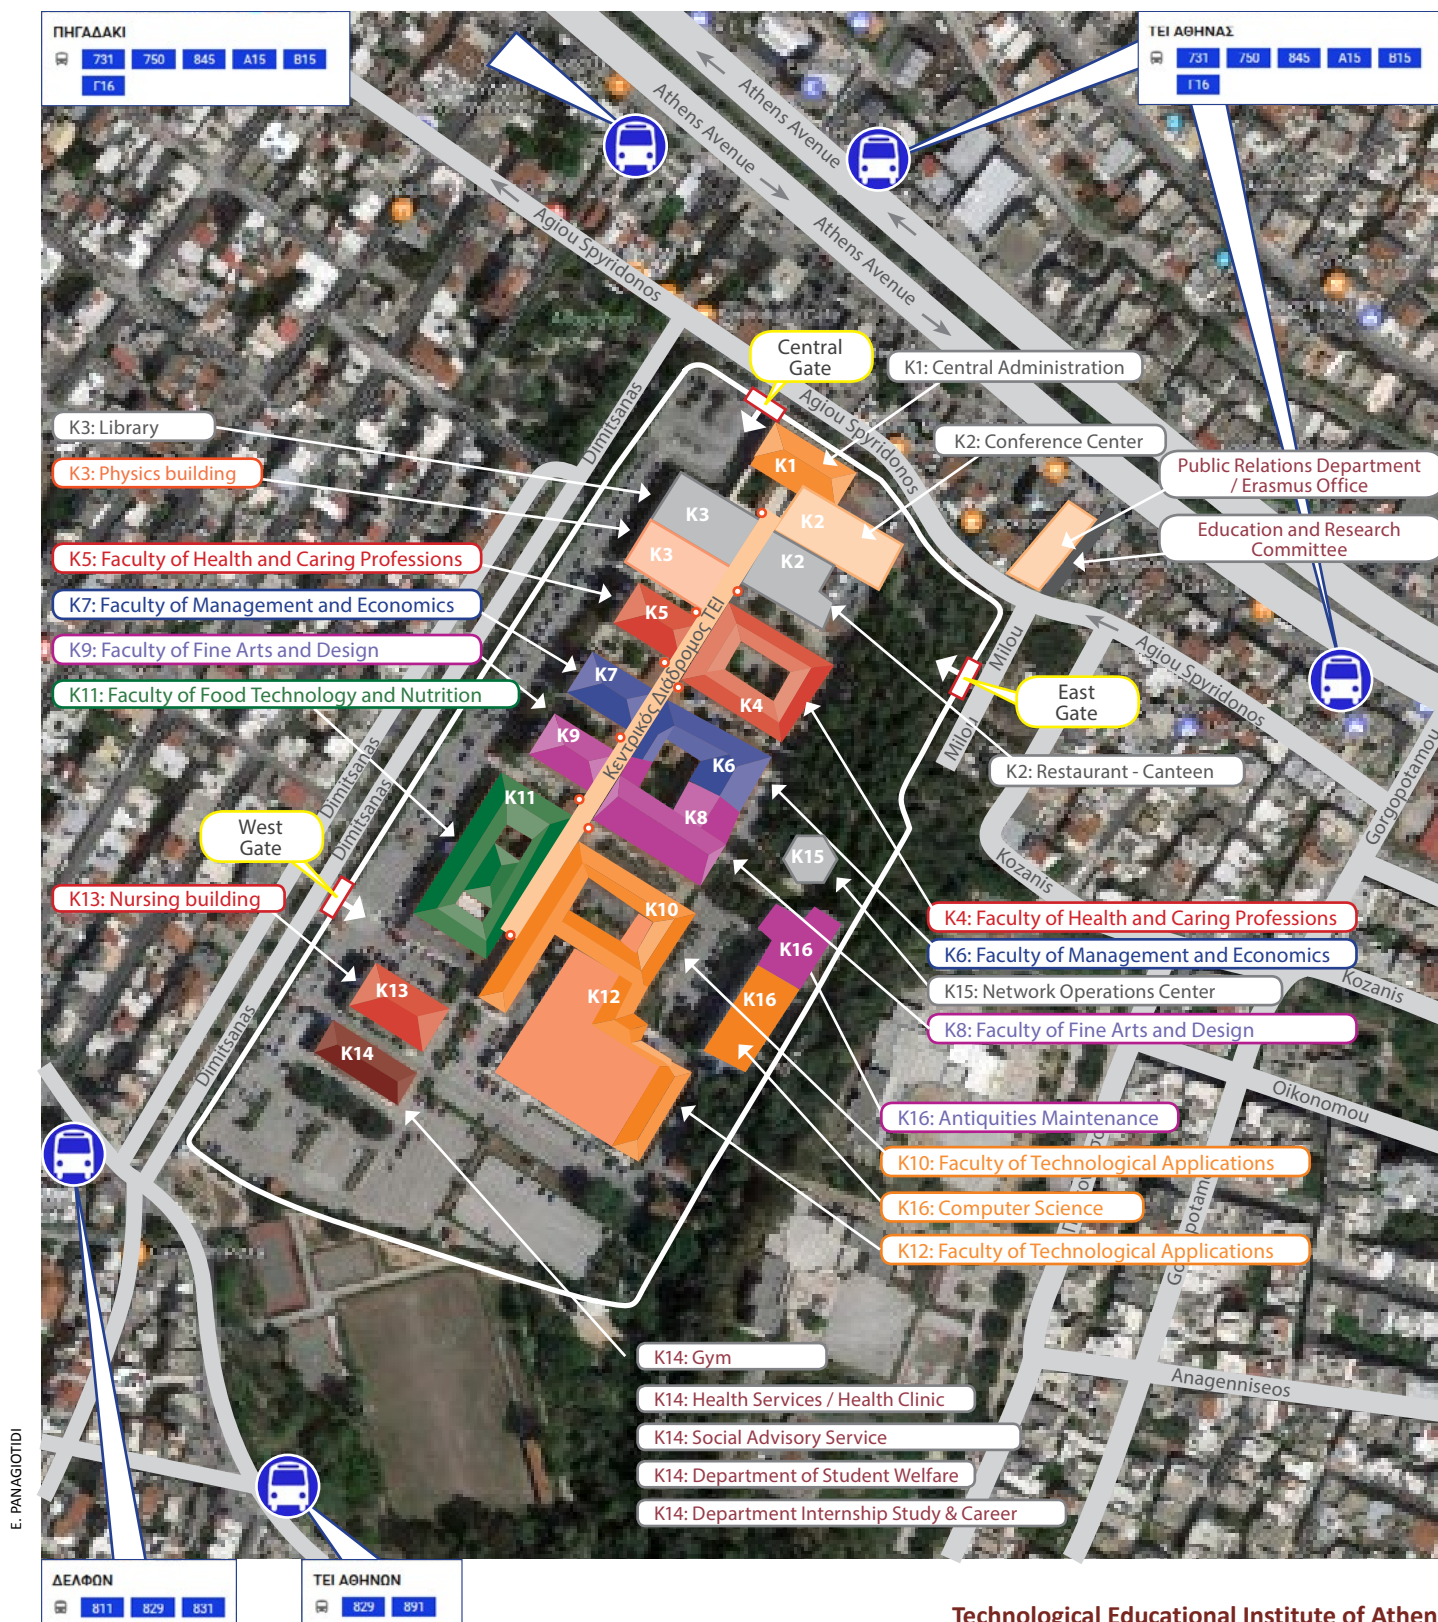 ΠΗΓΑΔΑΚΙ
731 750 845 A15 B15
Γ16
ΤΕΙ ΑΘΗΝΑΣ
731 750 845 A15 B15
Γ16
Athens Avenue
Athens Avenue
Athens Avenue
Athens Avenue
Agiou Spyridonos
Central
Gate
K1: Central Administration
Agiou Spyridonos
Dimitsanas
K3: Library
K2: Conference Center
K3: Physics building
Public Relations Department
/ Erasmus Office
Education and Research
Committee
K1
K2
K3
K3
K2
K5: Faculty of Health and Caring Professions
K7: Faculty of Management and Economics
K9: Faculty of Fine Arts and Design
K11: Faculty of Food Technology and Nutrition
K5
K7
K4
K9
K6
K11
K8
Κεντρικός Διάδρομος ΤΕΙ
Milou
Milou
Agiou Spyridonos
East
Gate
K2: Restaurant - Canteen
Gorgopotamou
Dimitsanas
Dimitsanas
West
Gate
K15
Kozanis
K13: Nursing building
K10
K16
K16
K12
K13
K14
K4: Faculty of Health and Caring Professions
K6: Faculty of Management and Economics
K15: Network Operations Center
Kozanis
K8: Faculty of Fine Arts and Design
Dimitsanas
Oikonomou
K16: Antiquities Maintenance
K10: Faculty of Technological Applications
K16: Computer Science
K12: Faculty of Technological Applications
K14: Gym
Anagenniseos
K14: Health Services / Health Clinic
K14: Social Advisory Service
K14: Department of Student Welfare
K14: Department Internship Study & Career
E. PANAGIOTIDI
ΔΕΛΦΩΝ
811 829 831
ΤΕΙ ΑΘΗΝΩΝ
829 891
Technological Educational Institute of Athen